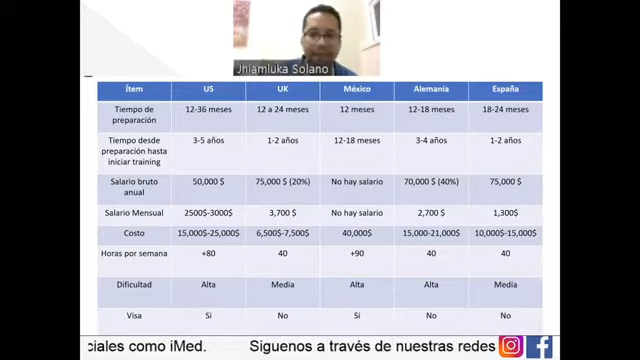 Jhiamluka Solano
Ítem US UK México Alemania España
Tiempo de preparación 12-36 meses 12 a 24 meses 12 meses 12-18 meses 18-24 meses
Tiempo desde preparación hasta iniciar training 3-5 años 1-2 años 12-18 meses 3-4 años 1-2 años
Salario bruto anual 50,000 $ 75,000 $ (20%) No hay salario 70,000 $ (40%) 75,000 $
Salario Mensual 2500$-3000$ 3,700 $ No hay salario 2,700 $ 1,300$
Costo 15,000$-25,000$ 6,500$-7,500$ 40,000$ 15,000-21,000$ 10,000$-15,000$
Horas por semana +80 40 +90 40 40
Dificultad Alta Media Alta Alta Media
Visa Si No Si No No
ciales como iMed. Siguenos a través de nuestras redes